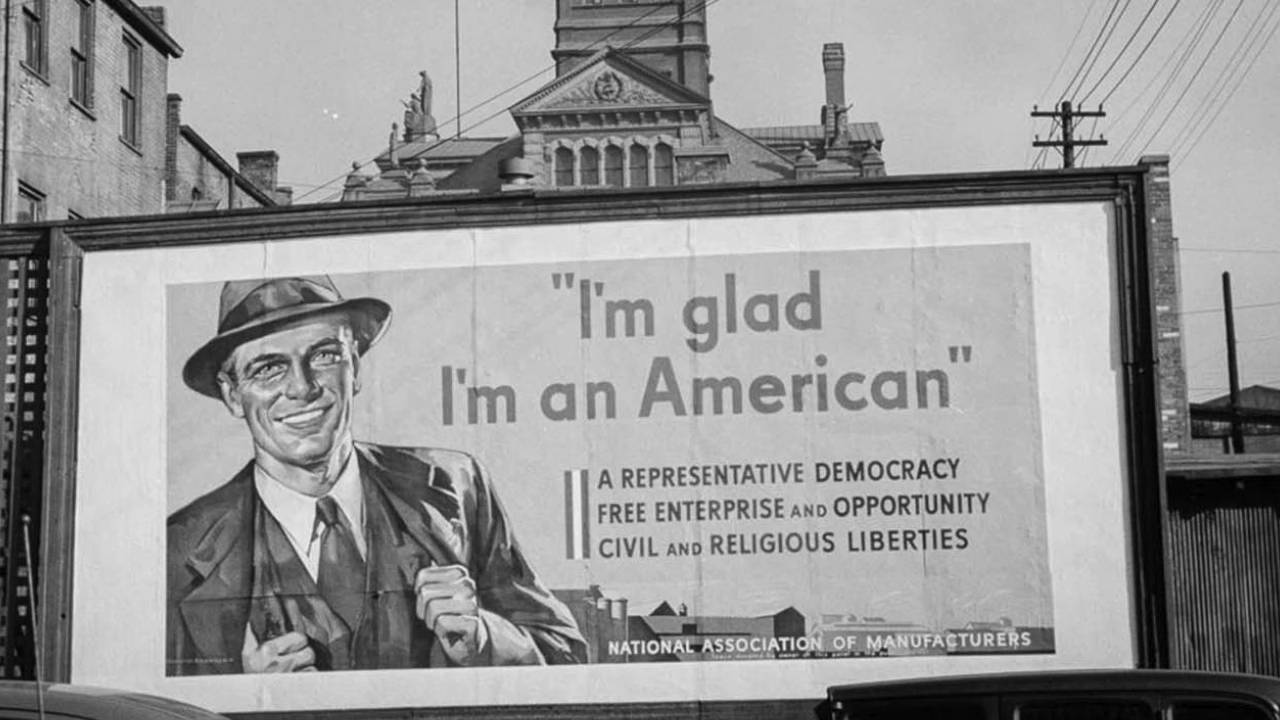 "I'm glad
I'm an American"
A REPRESENTATIVE DEMOCRACY
FREE ENTERPRISE AND OPPORTUNITY
CIVIL AND RELIGIOUS LIBERTIES
NATIONAL ASSOCIATION OF MANUFACTURERS